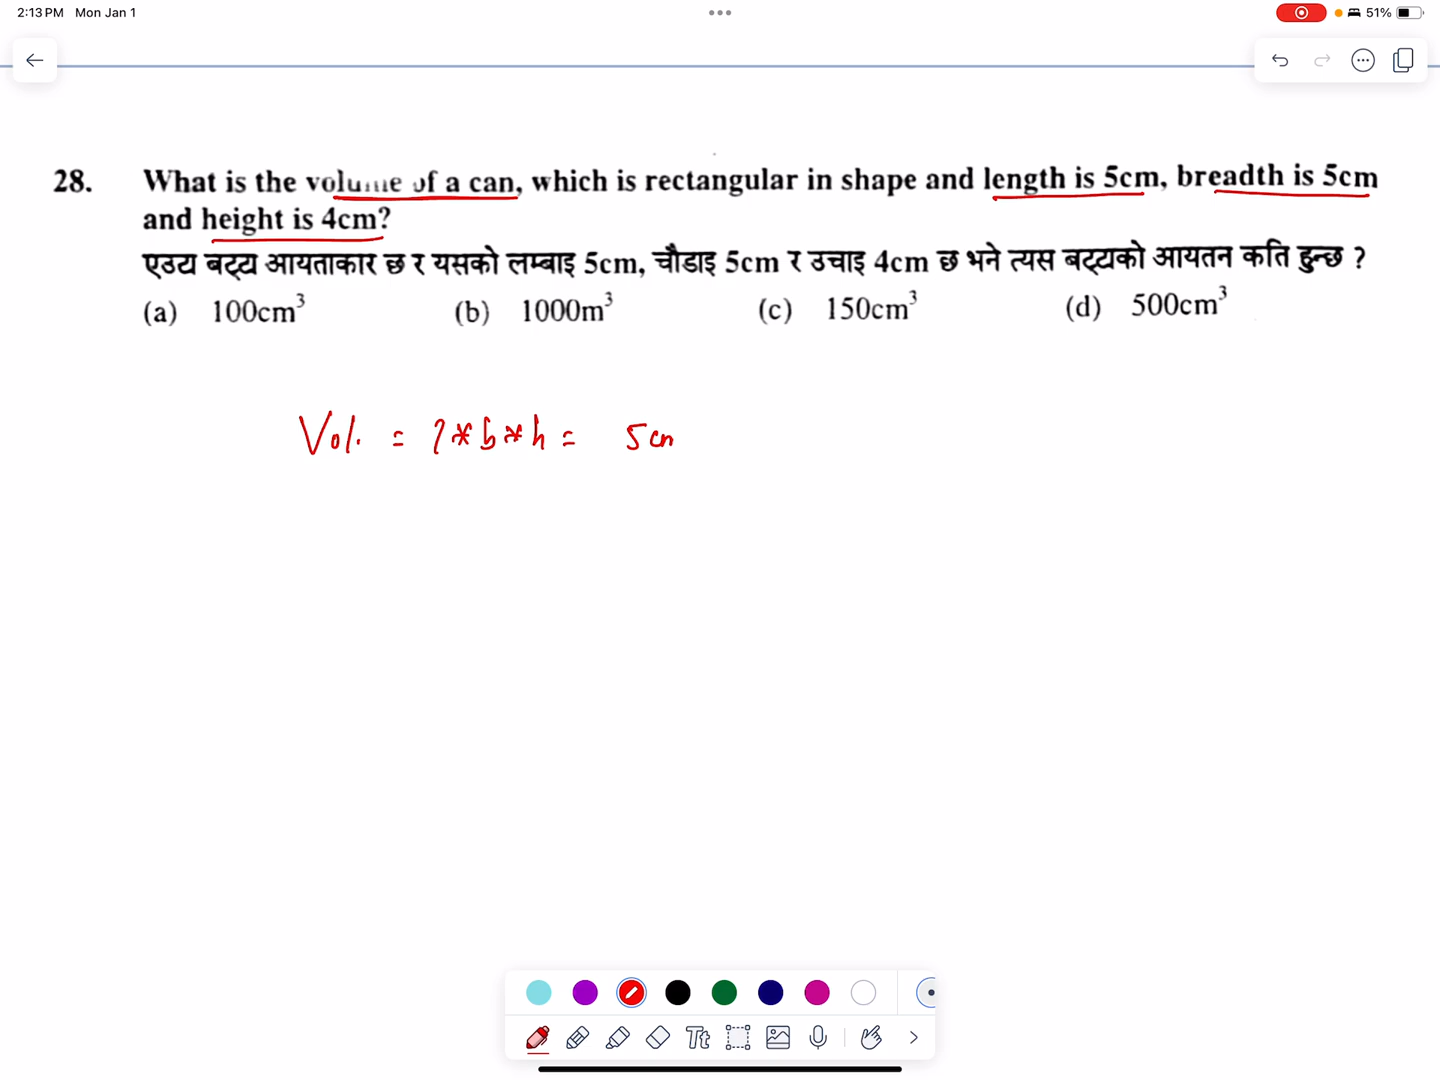 2:13 PM Mon Jan 1
51%
28. What is the volume of a can, which is rectangular in shape and length is 5cm, breadth is 5cm
and height is 4cm?
एउटा बट्टा आयताकार छ र यसको लम्बाइ 5cm, चौडाइ 5cm र उचाइ 4cm छ भने त्यस बट्टाको आयतन कति हुन्छ ?
(a) 100cm³ (b) 1000m³ (c) 150cm³ (d) 500cm³
Vol. = l*b*h = 5cm
Tt